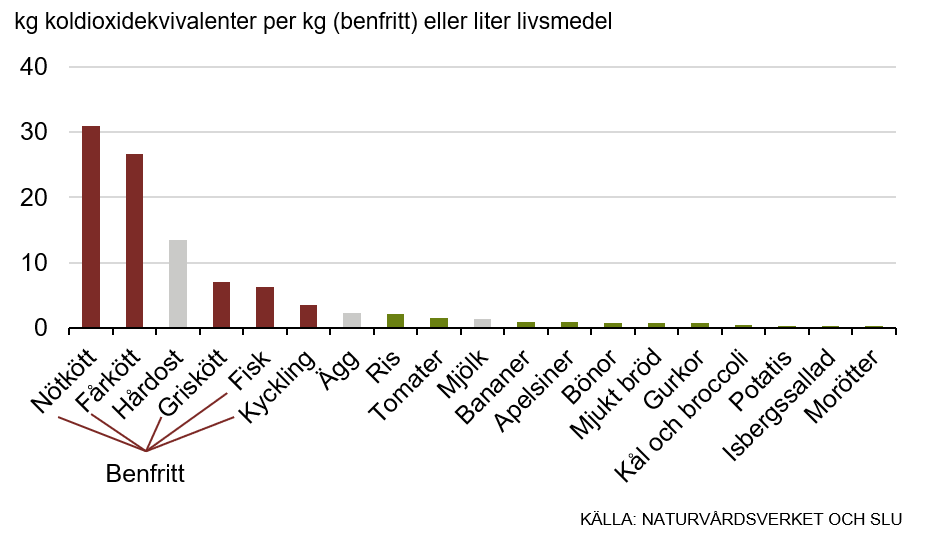 kg koldioxidekvivalenter per kg (benfritt) eller liter livsmedel
40
30
20
10
0
Nötkött
Fårkött
Hårdost
Griskött
Fisk
Kyckling
Ägg
Ris
Tomater
Mjölk
Bananer
Apelsiner
Bönor
Mjukt bröd
Gurkor
Kål och broccoli
Potatis
Isbergssallad
Morötter
Benfritt
KÄLLA: NATURVÅRDSVERKET OCH SLU